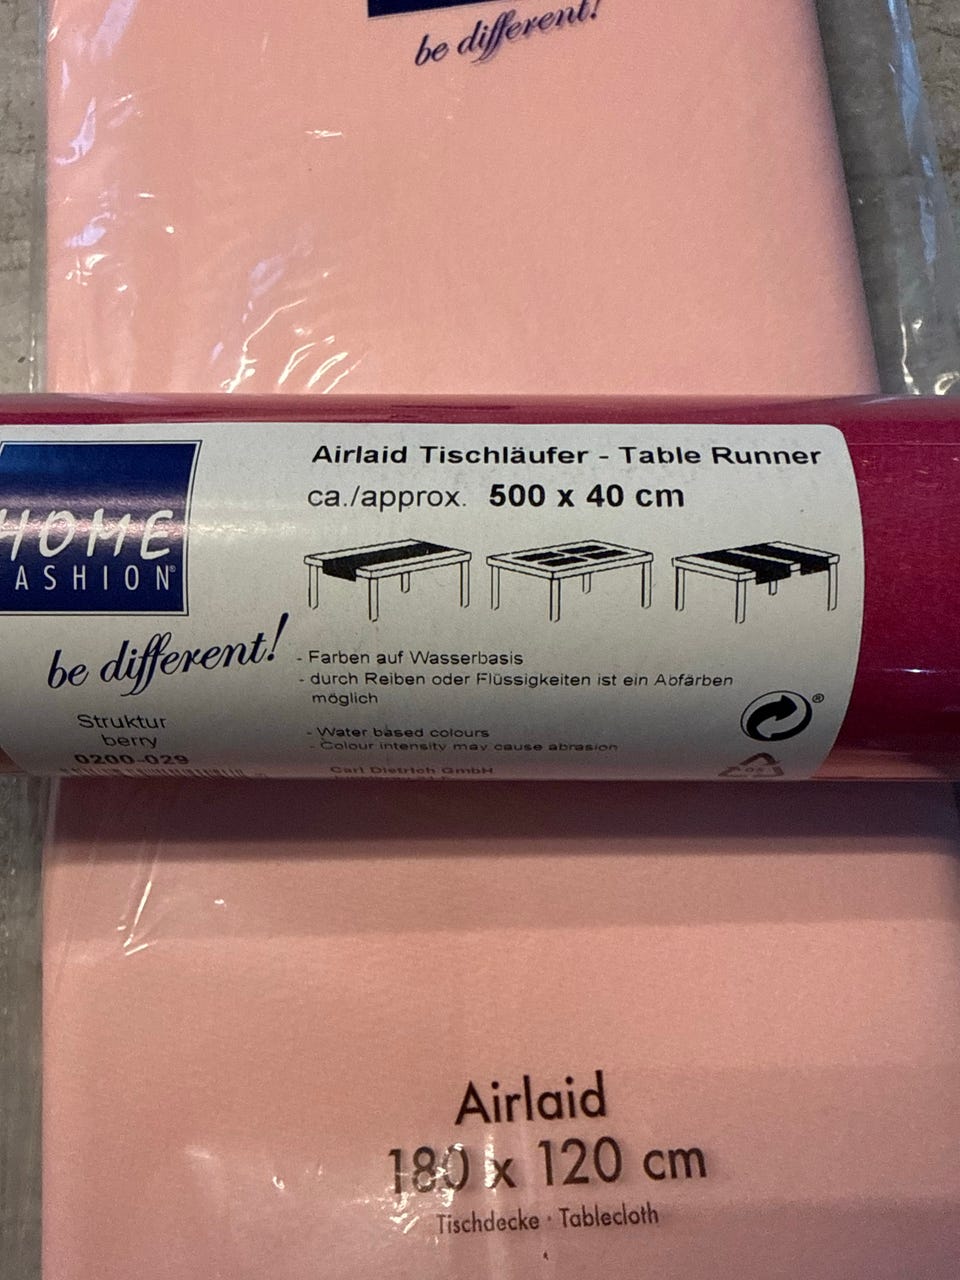 be different!
HOME
ASHION®
be different!
Struktur
berry
0200-029
Airlaid Tischläufer - Table Runner
ca./approx. 500 x 40 cm
- Farben auf Wasserbasis
- durch Reiben oder Flüssigkeiten ist ein Abfärben
möglich
- Water based colours
- Colour intensity may cause abrasion
Carl Dietrich GmbH
®
Airlaid
180 x 120 cm
Tischdecke · Tablecloth